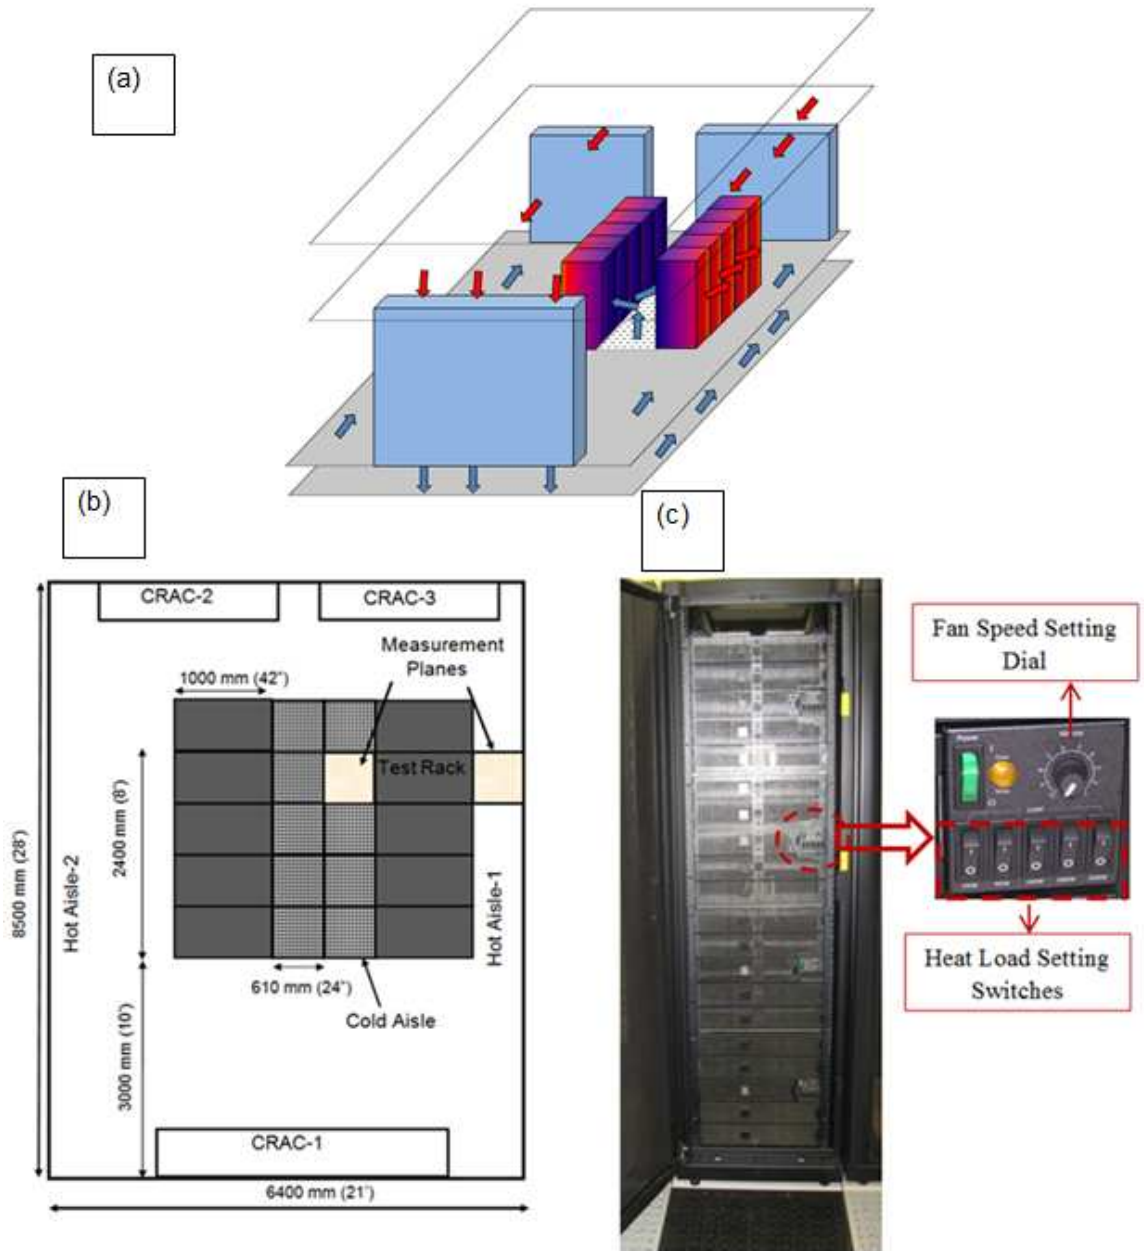 (a)
(b)
(c)
CRAC-2
CRAC-3
Measurement
Planes
1000 mm (42")
Test Rack
2400 mm (8')
8500 mm (28')
Hot Aisle-2
Hot Aisle-1
610 mm (24")
Cold Aisle
3000 mm (10')
CRAC-1
6400 mm (21')
Fan Speed Setting
Dial
Power
Heat Load Setting
Switches